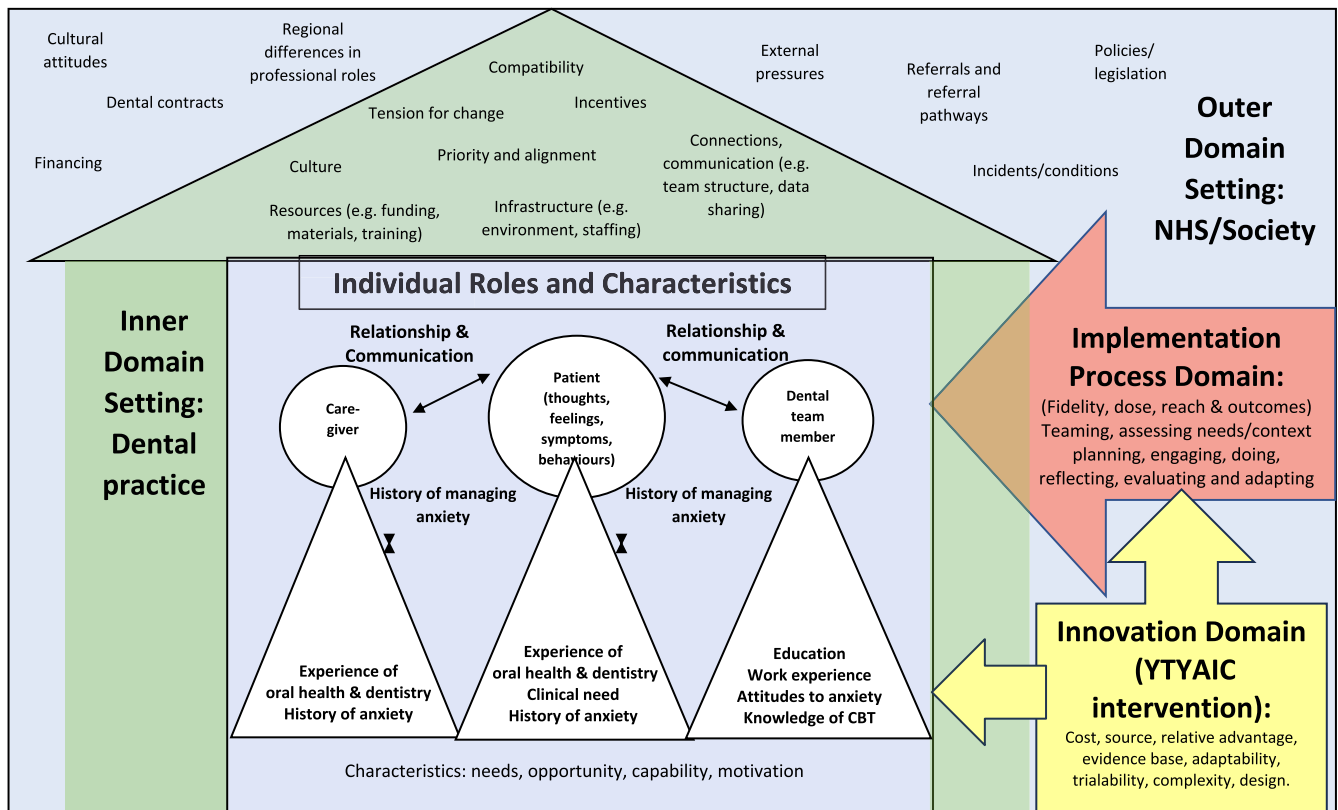 Cultural
attitudes
Regional
differences in
professional roles
Dental contracts
Financing
Compatibility
Tension for change
Incentives
Culture
Priority and alignment
Connections,
communication (e.g.
team structure, data
sharing)
Resources (e.g. funding,
materials, training)
Infrastructure (e.g.
environment, staffing)
External
pressures
Referrals and
referral
pathways
Policies/
legislation
Incidents/conditions
Outer
Domain
Setting:
NHS/Society
Inner
Domain
Setting:
Dental
practice
Individual Roles and Characteristics
Relationship &
Communication
Relationship &
communication
Care-
giver
Patient
(thoughts,
feelings,
symptoms,
behaviours)
Dental
team
member
History of managing
anxiety
History of managing
anxiety
Experience of
oral health & dentistry
History of anxiety
Experience of
oral health & dentistry
Clinical need
History of anxiety
Education
Work experience
Attitudes to anxiety
Knowledge of CBT
Characteristics: needs, opportunity, capability, motivation
Implementation
Process Domain:
(Fidelity, dose, reach & outcomes)
Teaming, assessing needs/context
planning, engaging, doing,
reflecting, evaluating and adapting
Innovation Domain
(YTYAIC
intervention):
Cost, source, relative advantage,
evidence base, adaptability,
trialability, complexity, design.